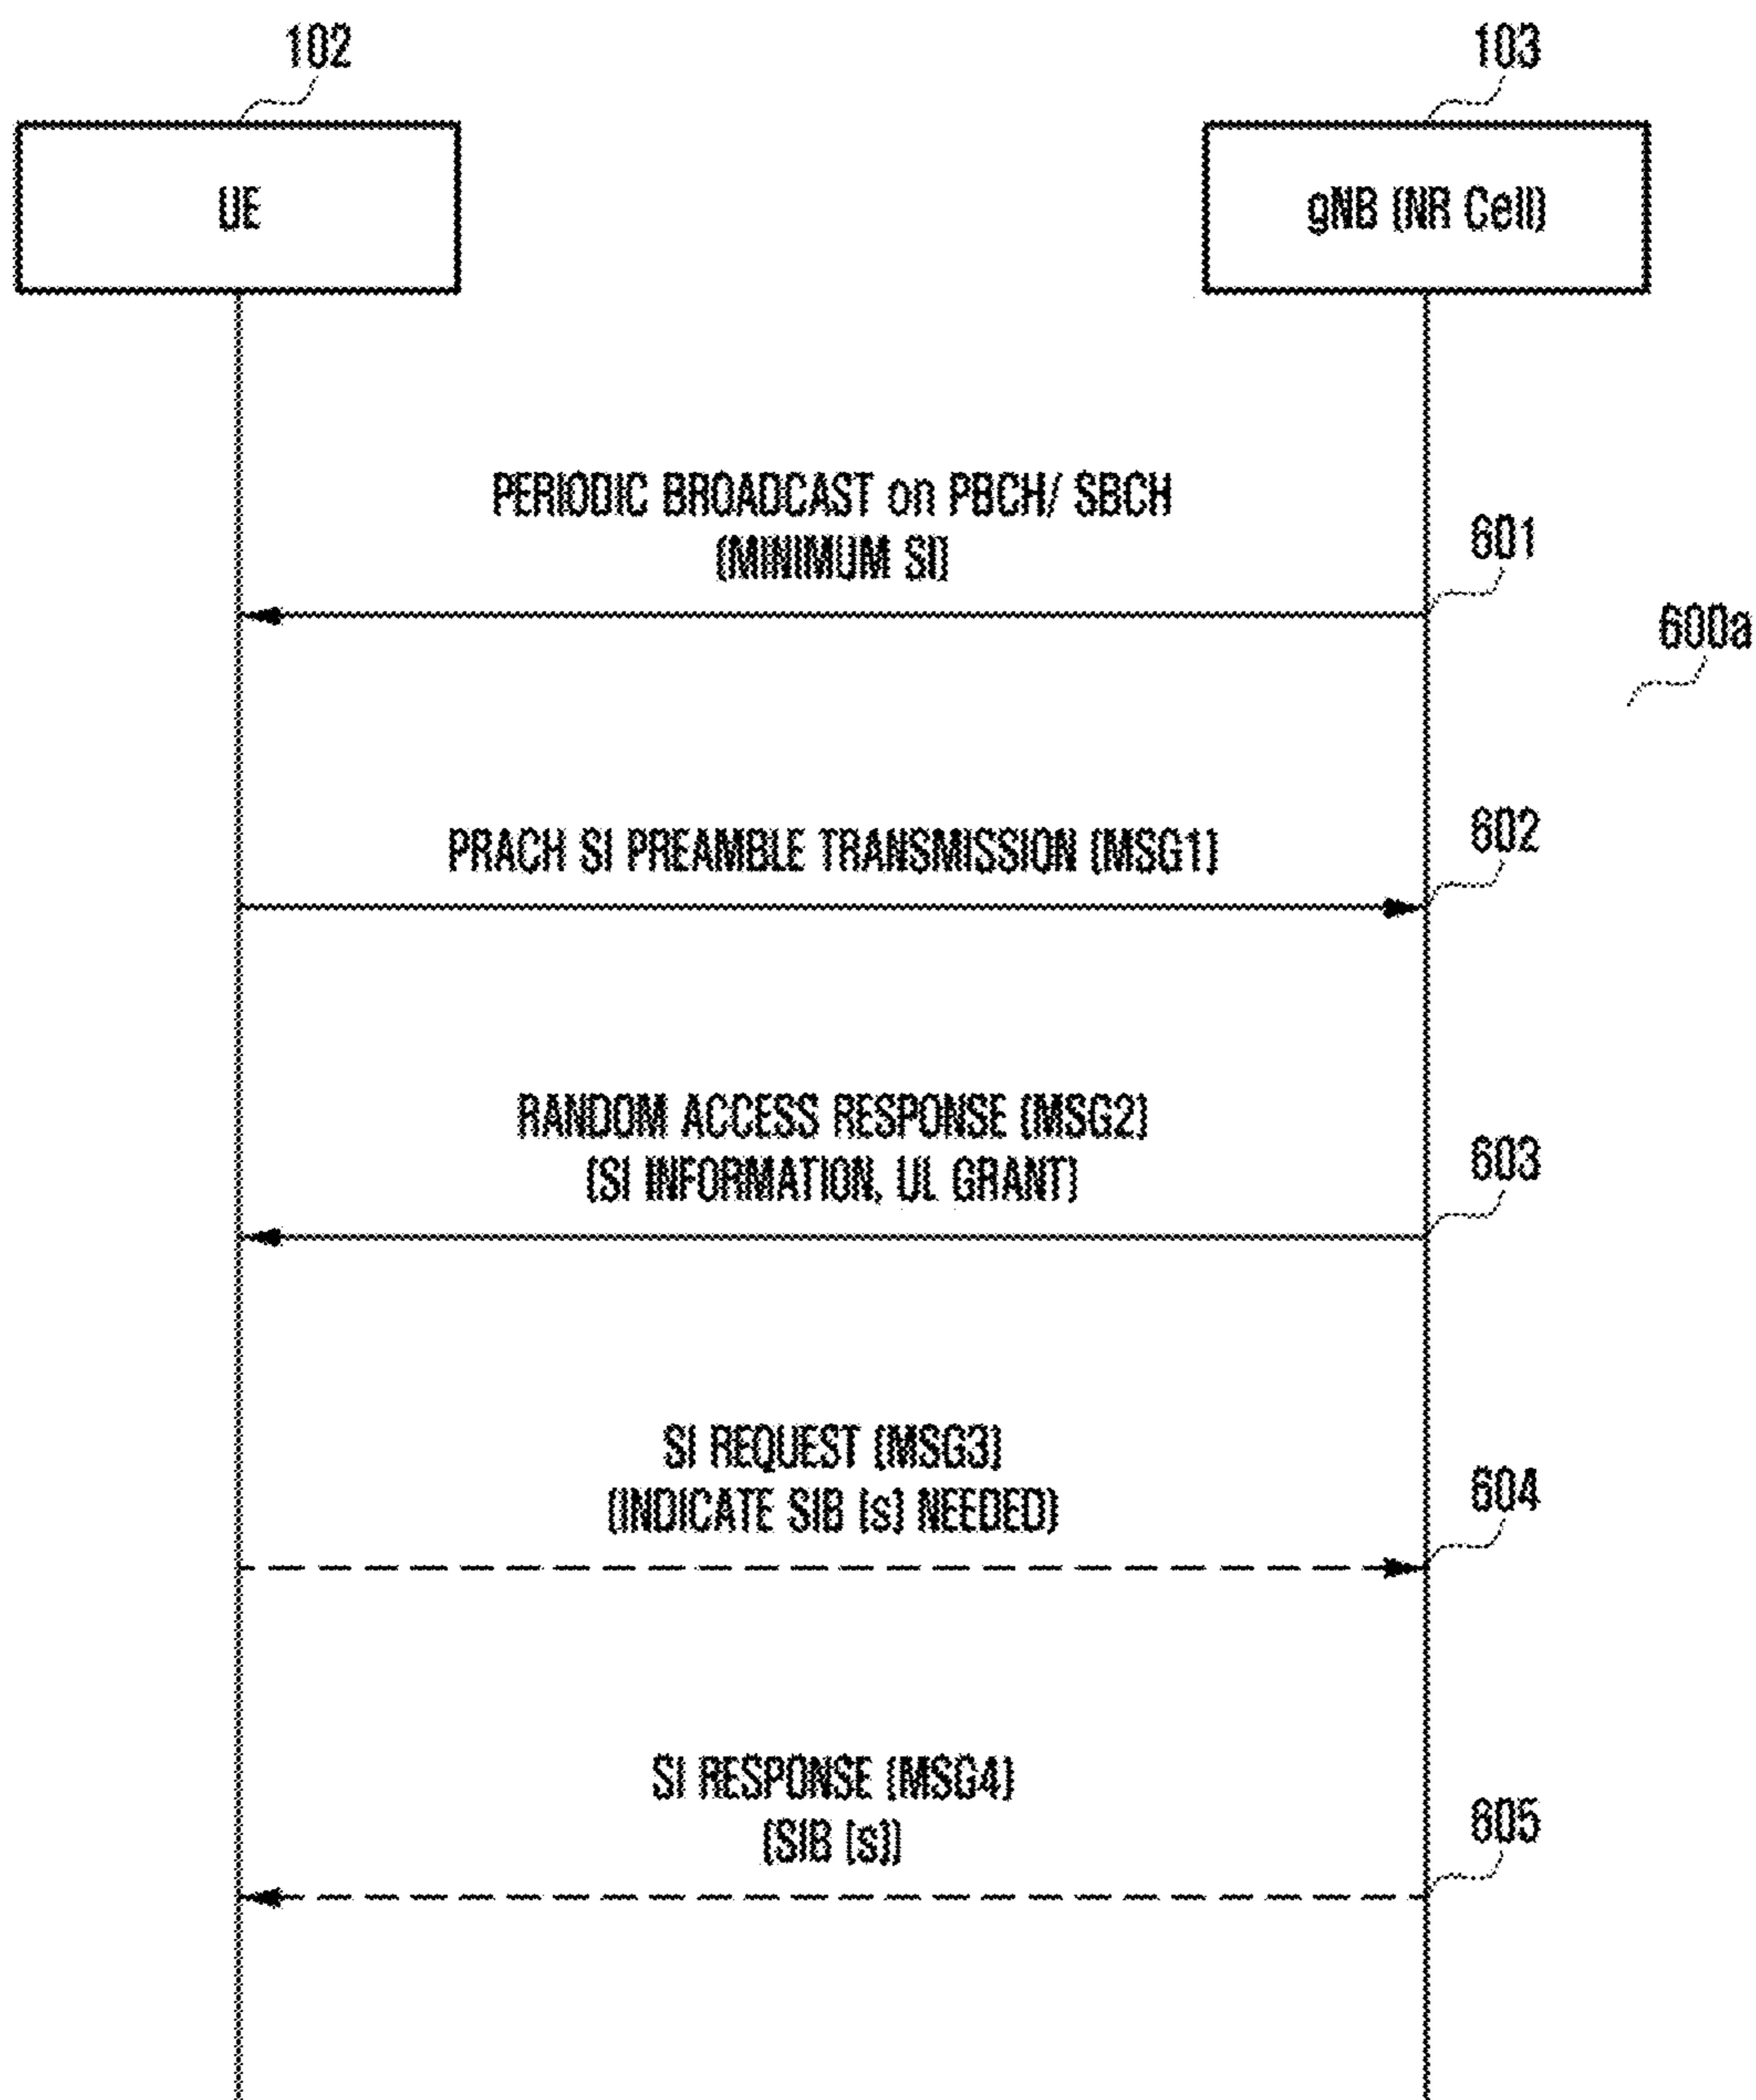 102
103
UE
gNB (NR Cell)
PERIODIC BROADCAST on PBCH/ SBCH
(MINIMUM SI)
601
600a
PRACH SI PREAMBLE TRANSMISSION (MSG1)
602
RANDOM ACCESS RESPONSE (MSG2)
(SI INFORMATION, UL GRANT)
603
SI REQUEST (MSG3)
(INDICATE SIB (s) NEEDED)
604
SI RESPONSE (MSG4)
(SIB (s))
605